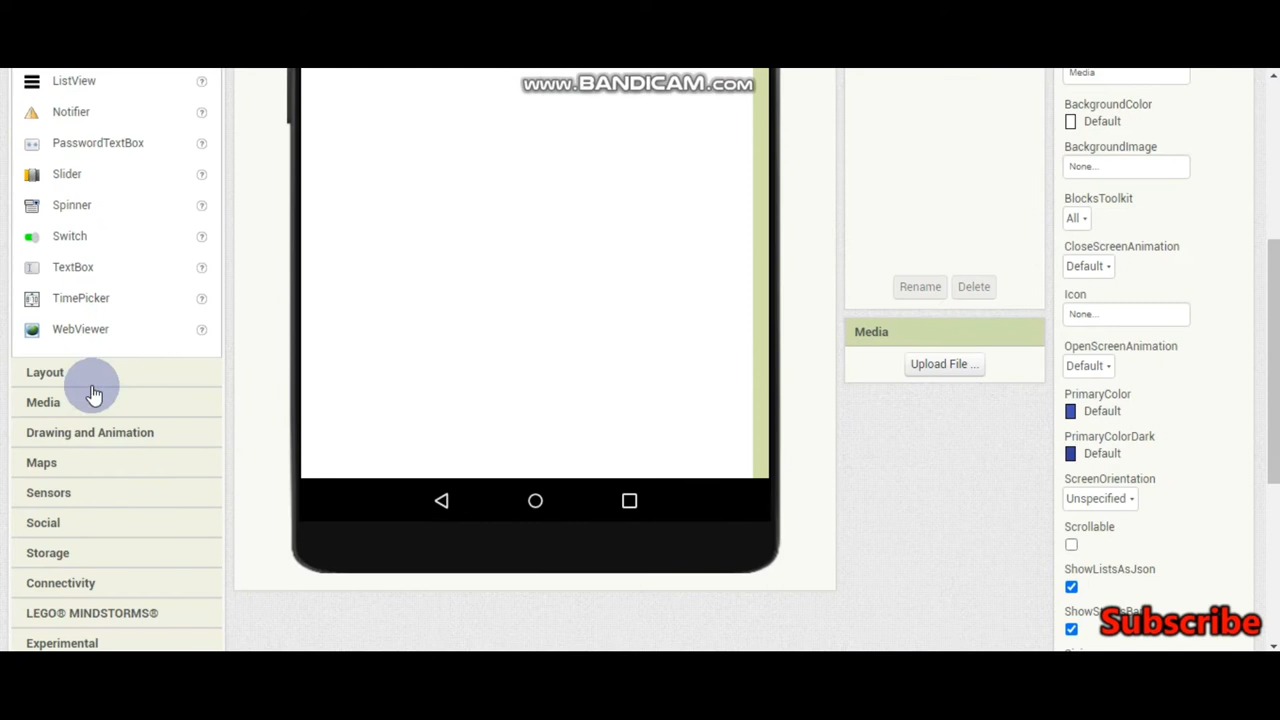 www.BANDICAM.com
ListView
Notifier
PasswordTextBox
Slider
Spinner
Switch
TextBox
TimePicker
WebViewer
Layout
Media
Drawing and Animation
Maps
Sensors
Social
Storage
Connectivity
LEGO® MINDSTORMS®
Experimental
Rename Delete
Media
Upload File ...
Media
BackgroundColor
Default
BackgroundImage
None...
BlocksToolkit
All
CloseScreenAnimation
Default
Icon
None...
OpenScreenAnimation
Default
PrimaryColor
Default
PrimaryColorDark
Default
ScreenOrientation
Unspecified
Scrollable
ShowListsAsJson
Subscribe